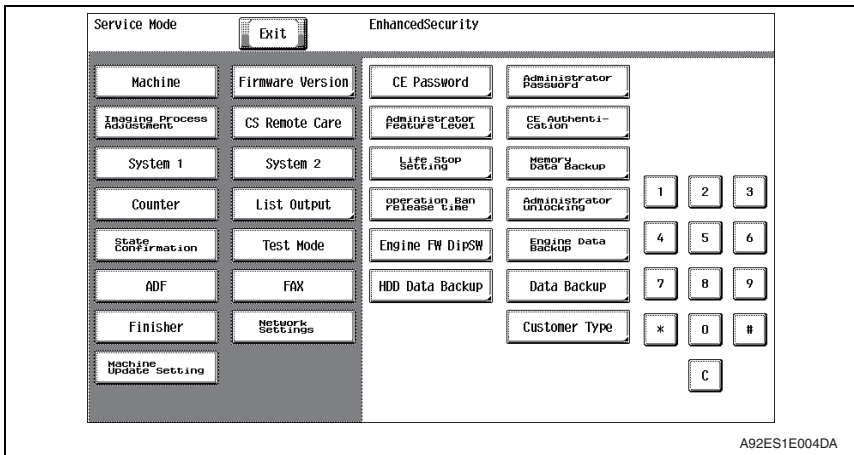 Service Mode
Exit
EnhancedSecurity
Machine
Firmware Version
Imaging Process
Adjustment
CS Remote Care
System 1
System 2
Counter
List Output
State
Confirmation
Test Mode
ADF
FAX
Finisher
Network
Settings
Machine
Update Setting
CE Password
Administrator
Password
Administrator
Feature Level
CE Authenti-
cation
Life Stop
Setting
Memory
Data Backup
operation Ban
release time
Administrator
unlocking
Engine FW DipSW
Engine Data
Backup
HDD Data Backup
Data Backup
Customer Type
1 2 3
4 5 6
7 8 9
* 0 #
C
A92ES1E004DA